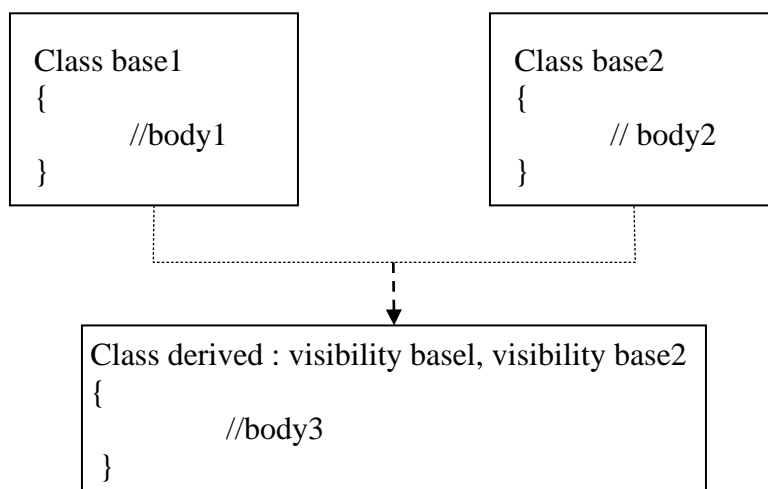 Class base1
{
//body1
}
Class base2
{
// body2
}
Class derived : visibility basel, visibility base2
{
//body3
}